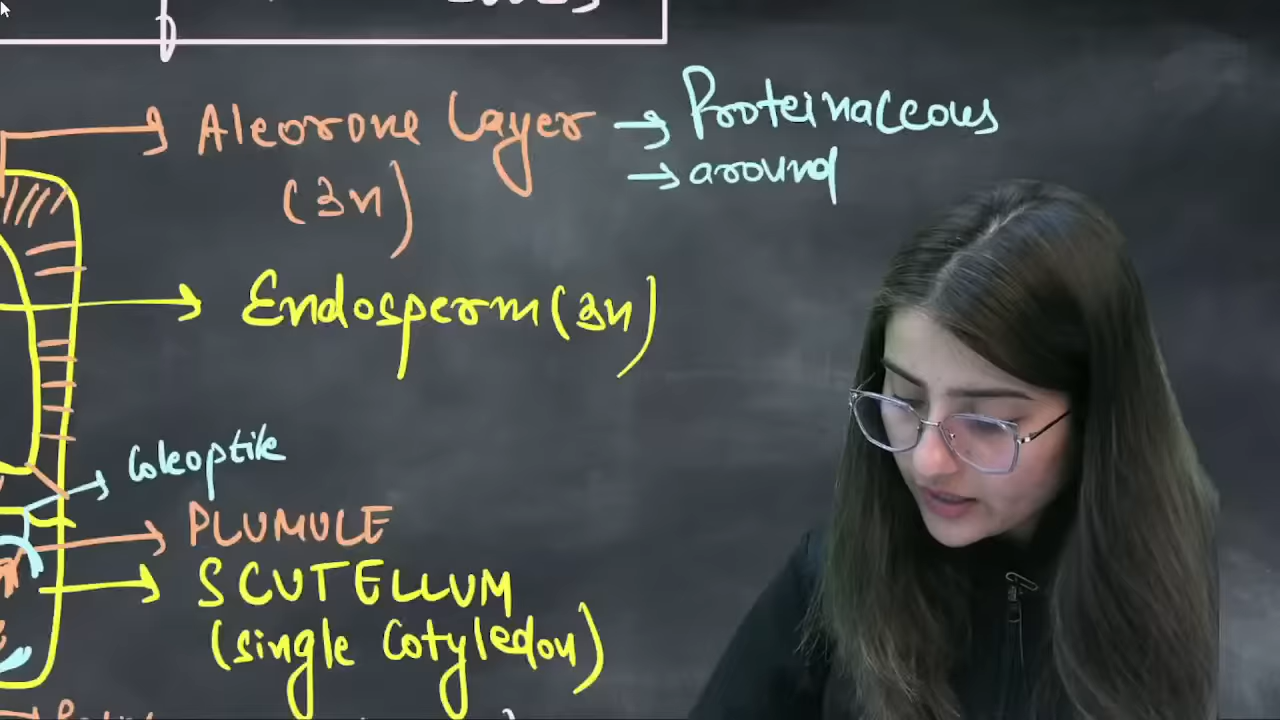 Aleorone Layer → Proteinaceous
→ around
(3n)
Endosperm (3n)
Coleoptile
PLUMULE
SCUTELLUM
(single Cotyledon)